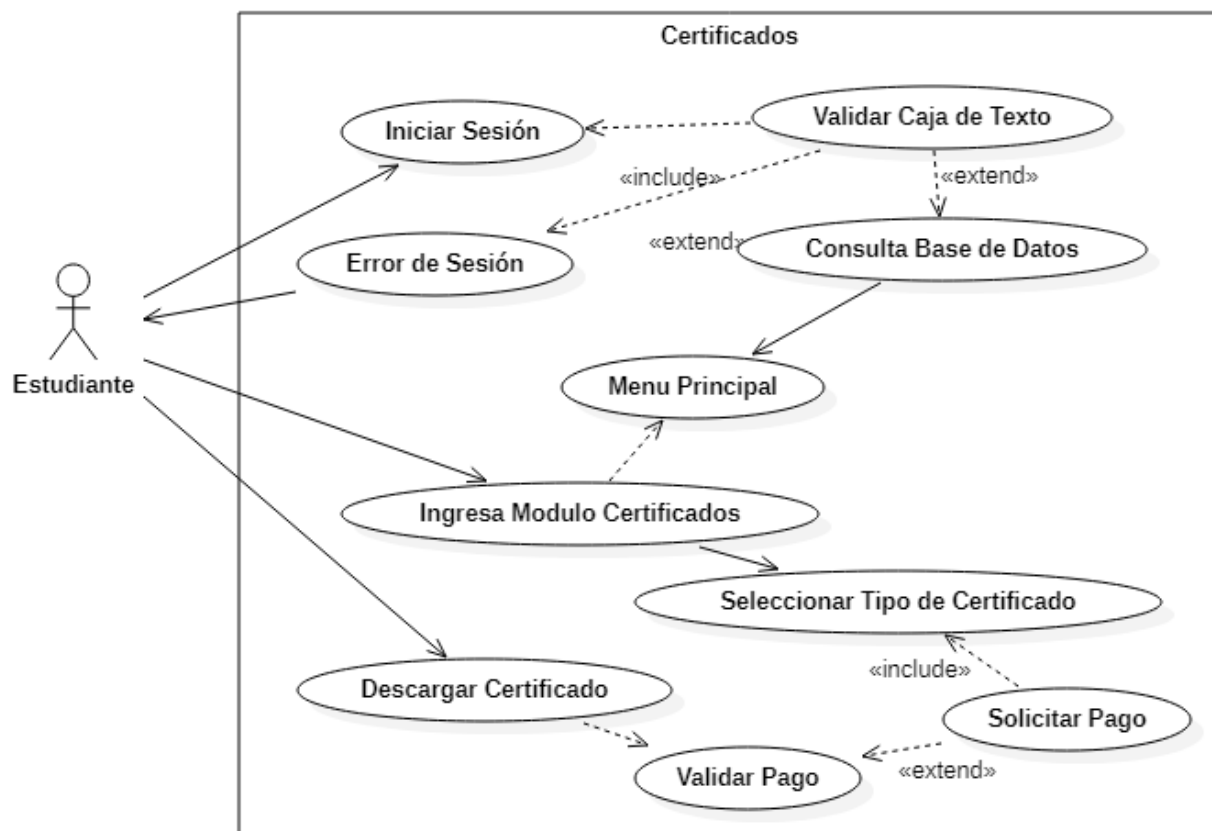 Certificados
Iniciar Sesión
Validar Caja de Texto
«include»
«extend»
Error de Sesión
«extend»
Consulta Base de Datos
Estudiante
Menu Principal
Ingresa Modulo Certificados
Seleccionar Tipo de Certificado
«include»
Descargar Certificado
Solicitar Pago
Validar Pago
«extend»